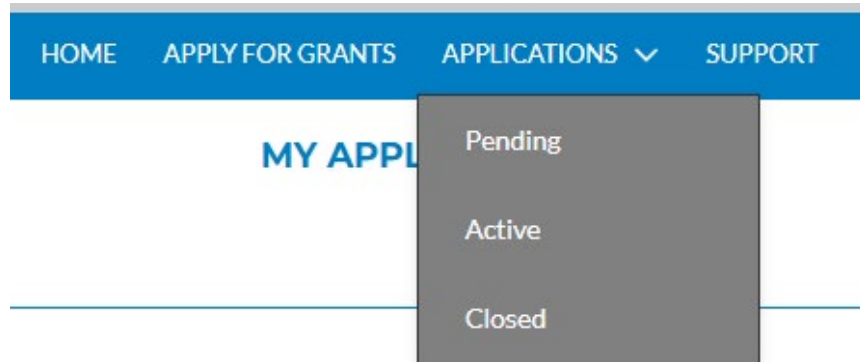 HOME APPLY FOR GRANTS APPLICATIONS SUPPORT
MY APPL
Pending
Active
Closed